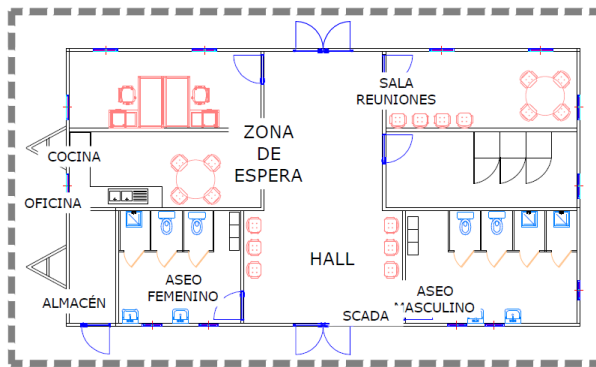 SALA
REUNIONES
ZONA
DE
ESPERA
COCINA
OFICINA
HALL
ASEO
FEMENINO
ASEO
MASCULINO
ALMACÉN
SCADA